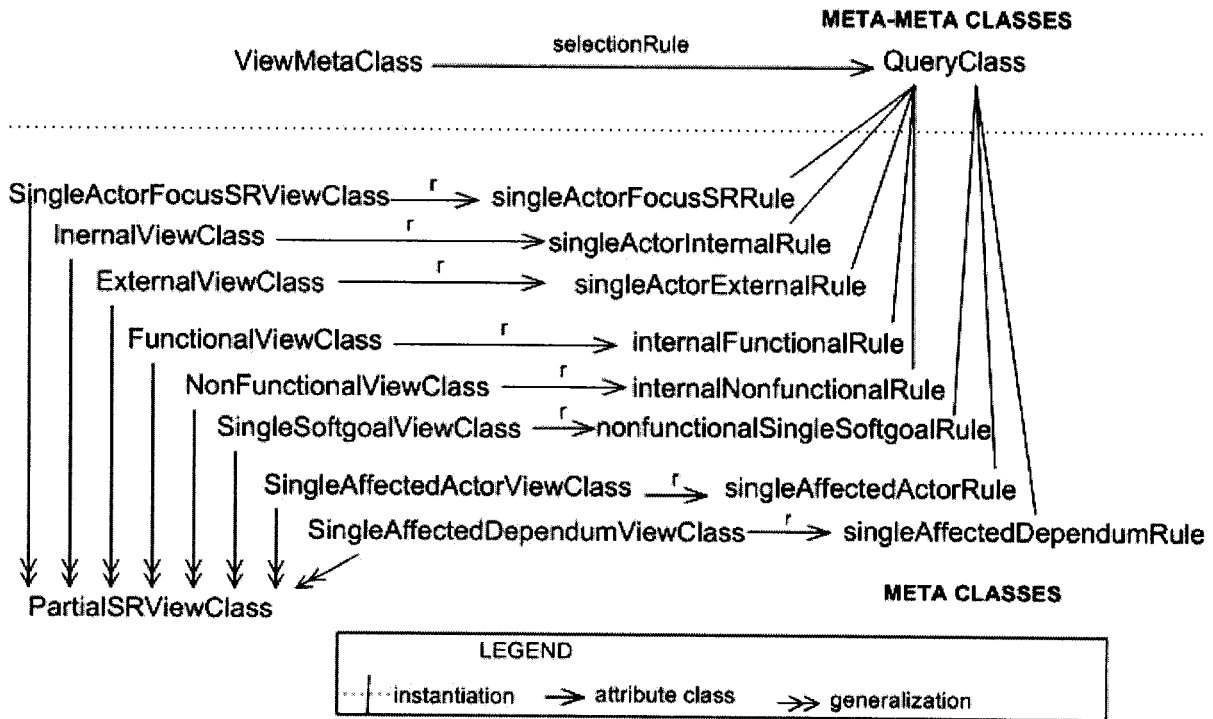 META-META CLASSES
selectionRule
ViewMetaClass QueryClass
SingleActorFocusSRViewClass r singleActorFocusSRRule
InernalViewClass r singleActorInternalRule
ExternalViewClass r singleActorExternalRule
FunctionalViewClass r internalFunctionalRule
NonFunctionalViewClass r internalNonfunctionalRule
SingleSoftgoalViewClass r nonfunctionalSingleSoftgoalRule
SingleAffectedActorViewClass r singleAffectedActorRule
SingleAffectedDependumViewClass r singleAffectedDependumRule
PartialSRViewClass
META CLASSES
LEGEND
instantiation attribute class generalization